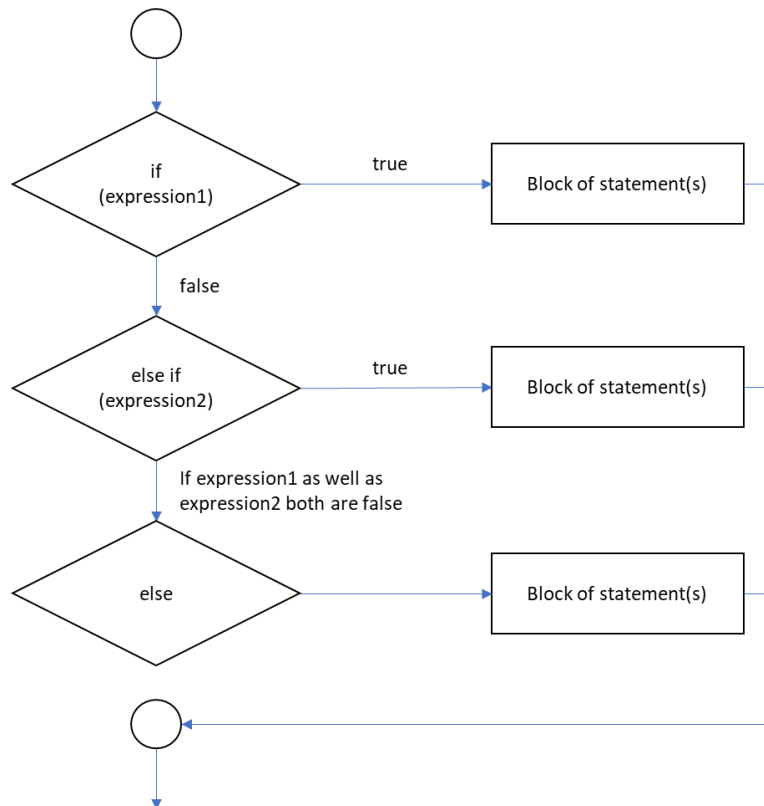 if
(expression1)
true
Block of statement(s)
false
else if
(expression2)
true
Block of statement(s)
If expression1 as well as
expression2 both are false
else
Block of statement(s)